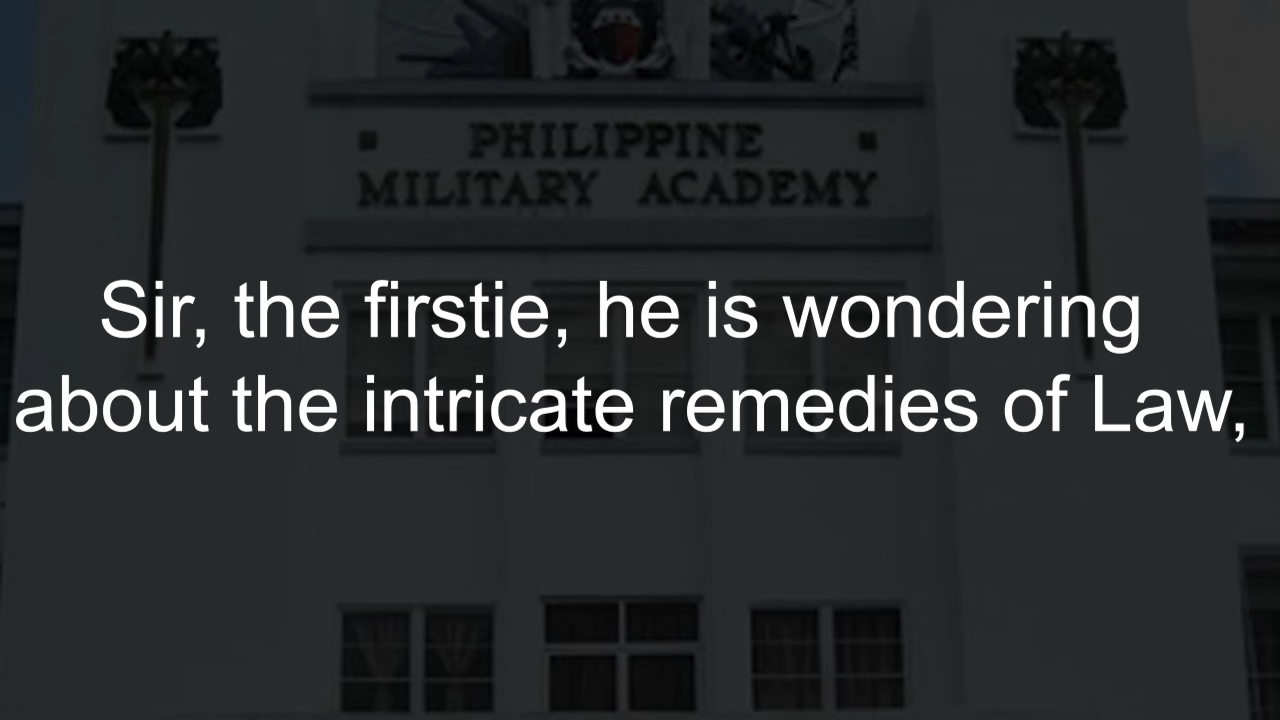 PHILIPPINE
MILITARY ACADEMY
Sir, the firstie, he is wondering
about the intricate remedies of Law,